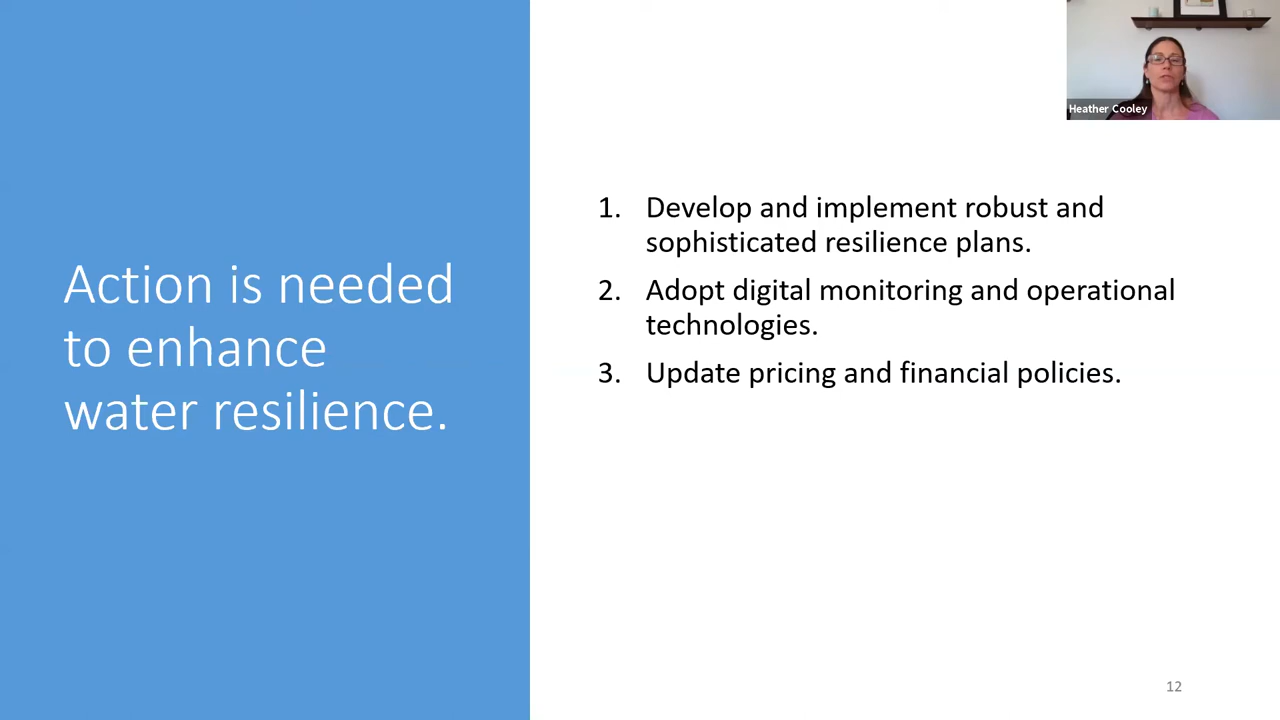 Heather Cooley
Action is needed
to enhance
water resilience.
1. Develop and implement robust and
sophisticated resilience plans.
2. Adopt digital monitoring and operational
technologies.
3. Update pricing and financial policies.
12